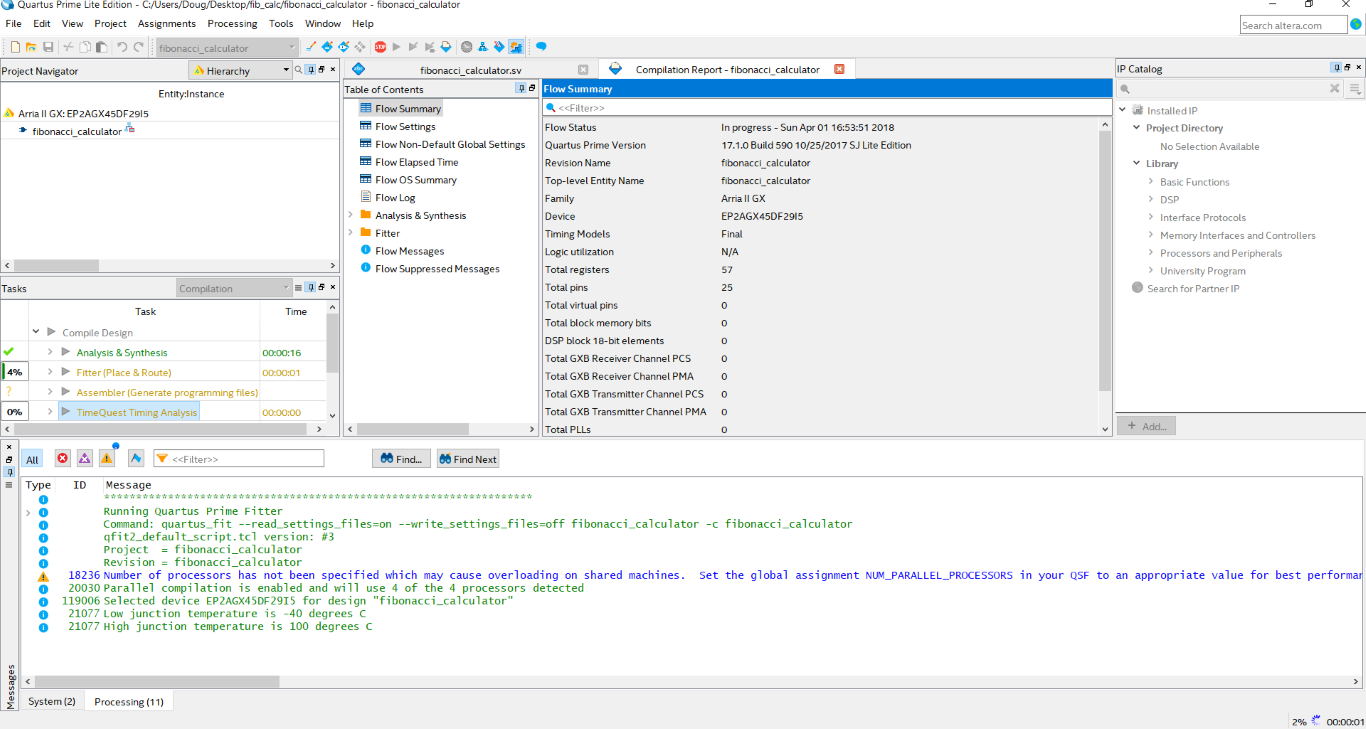 Quartus Prime Lite Edition - C:/Users/Doug/Desktop/fib_calc/fibonacci_calculator - fibonacci_calculator
File Edit View Project Assignments Processing Tools Window Help
Search altera.com
fibonacci_calculator
STOP
Project Navigator
Hierarchy
Entity:Instance
Arria II GX: EP2AGX45DF29I5
fibonacci_calculator
Tasks
Compilation
Task Time
Compile Design
Analysis & Synthesis 00:00:16
4% Fitter (Place & Route) 00:00:01
? Assembler (Generate programming files)
0% TimeQuest Timing Analysis 00:00:00
fibonacci_calculator.sv
Compilation Report - fibonacci_calculator
Table of Contents
Flow Summary
Flow Settings
Flow Non-Default Global Settings
Flow Elapsed Time
Flow OS Summary
Flow Log
Analysis & Synthesis
Fitter
Flow Messages
Flow Suppressed Messages
Flow Summary
<<Filter>>
Flow Status In progress - Sun Apr 01 16:53:51 2018
Quartus Prime Version 17.1.0 Build 590 10/25/2017 SJ Lite Edition
Revision Name fibonacci_calculator
Top-level Entity Name fibonacci_calculator
Family Arria II GX
Device EP2AGX45DF29I5
Timing Models Final
Logic utilization N/A
Total registers 57
Total pins 25
Total virtual pins 0
Total block memory bits 0
DSP block 18-bit elements 0
Total GXB Receiver Channel PCS 0
Total GXB Receiver Channel PMA 0
Total GXB Transmitter Channel PCS 0
Total GXB Transmitter Channel PMA 0
Total PLLs 0
IP Catalog
Installed IP
Project Directory
No Selection Available
Library
Basic Functions
DSP
Interface Protocols
Memory Interfaces and Controllers
Processors and Peripherals
University Program
Search for Partner IP
+ Add...
All
<<Filter>>
Find...
Find Next
Type ID Message
*******************************************************************
Running Quartus Prime Fitter
Command: quartus_fit --read_settings_files=on --write_settings_files=off fibonacci_calculator -c fibonacci_calculator
qfit2_default_script.tcl version: #3
Project = fibonacci_calculator
Revision = fibonacci_calculator
18236 Number of processors has not been specified which may cause overloading on shared machines. Set the global assignment NUM_PARALLEL_PROCESSORS in your QSF to an appropriate value for best performan
20030 Parallel compilation is enabled and will use 4 of the 4 processors detected
119006 Selected device EP2AGX45DF29I5 for design "fibonacci_calculator"
21077 Low junction temperature is -40 degrees C
21077 High junction temperature is 100 degrees C
Messages
System (2)
Processing (11)
2% 00:00:01